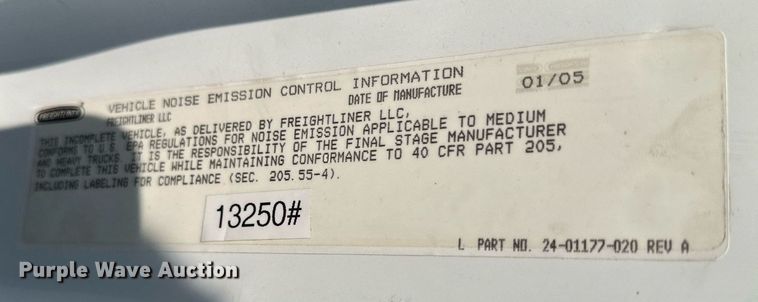 FREIGHTLINER
VEHICLE NOISE EMISSION CONTROL INFORMATION
FREIGHTLINER LLC
DATE OF MANUFACTURE
01/05
THIS INCOMPLETE VEHICLE, AS DELIVERED BY FREIGHTLINER LLC,
CONFORMS TO U.S. EPA REGULATIONS FOR NOISE EMISSION APPLICABLE TO MEDIUM
AND HEAVY TRUCKS. IT IS THE RESPONSIBILITY OF THE FINAL STAGE MANUFACTURER
TO COMPLETE THIS VEHICLE WHILE MAINTAINING CONFORMANCE TO 40 CFR PART 205,
INCLUDING LABELING FOR COMPLIANCE (SEC. 205.55-4).
13250#
L PART NO. 24-01177-020 REV A
Purple Wave Auction